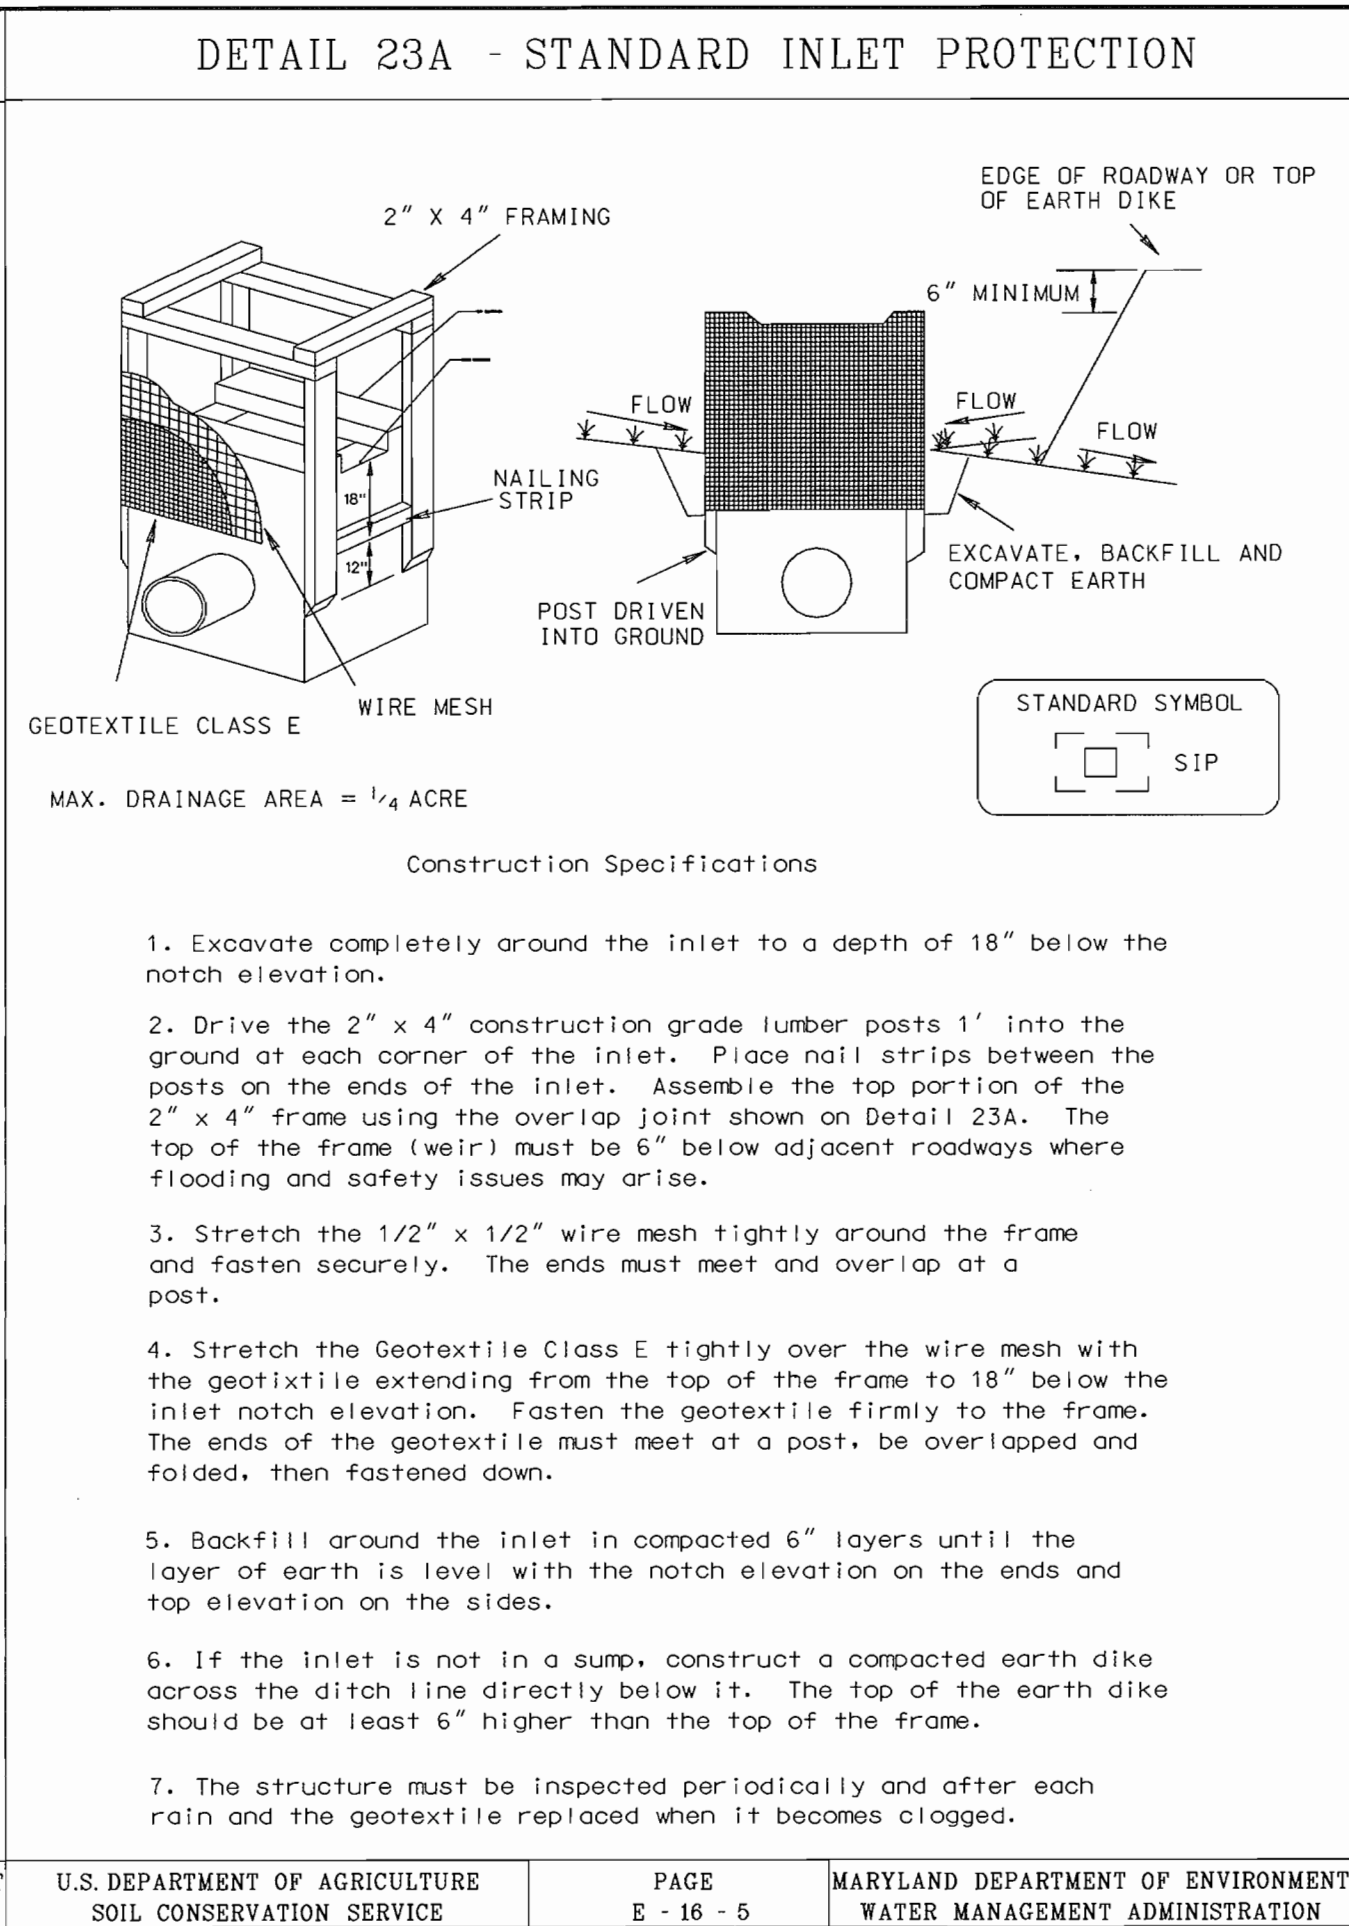 DETAIL 23A - STANDARD INLET PROTECTION
EDGE OF ROADWAY OR TOP
OF EARTH DIKE
2" X 4" FRAMING
6" MINIMUM
FLOW
FLOW
FLOW
NAILING
STRIP
18"
12"
EXCAVATE, BACKFILL AND
COMPACT EARTH
POST DRIVEN
INTO GROUND
WIRE MESH
GEOTEXTILE CLASS E
STANDARD SYMBOL
SIP
MAX. DRAINAGE AREA = 1/4 ACRE
Construction Specifications
1. Excavate completely around the inlet to a depth of 18" below the
notch elevation.
2. Drive the 2" x 4" construction grade lumber posts 1' into the
ground at each corner of the inlet. Place nail strips between the
posts on the ends of the inlet. Assemble the top portion of the
2" x 4" frame using the overlap joint shown on Detail 23A. The
top of the frame (weir) must be 6" below adjacent roadways where
flooding and safety issues may arise.
3. Stretch the 1/2" x 1/2" wire mesh tightly around the frame
and fasten securely. The ends must meet and overlap at a
post.
4. Stretch the Geotextile Class E tightly over the wire mesh with
the geotixtile extending from the top of the frame to 18" below the
inlet notch elevation. Fasten the geotextile firmly to the frame.
The ends of the geotextile must meet at a post, be overlapped and
folded, then fastened down.
5. Backfill around the inlet in compacted 6" layers until the
layer of earth is level with the notch elevation on the ends and
top elevation on the sides.
6. If the inlet is not in a sump, construct a compacted earth dike
across the ditch line directly below it. The top of the earth dike
should be at least 6" higher than the top of the frame.
7. The structure must be inspected periodically and after each
rain and the geotextile replaced when it becomes clogged.
U.S. DEPARTMENT OF AGRICULTURE
SOIL CONSERVATION SERVICE
PAGE
E - 16 - 5
MARYLAND DEPARTMENT OF ENVIRONMENT
WATER MANAGEMENT ADMINISTRATION